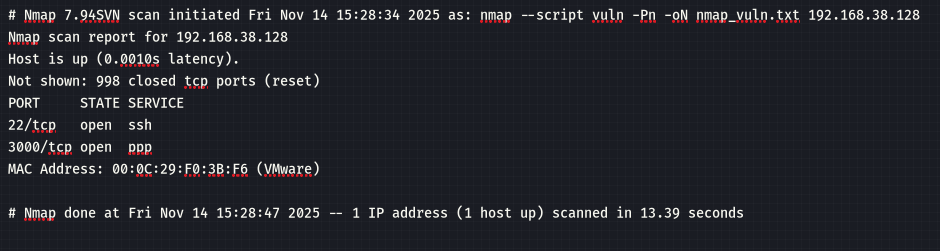 # Nmap 7.94SVN scan initiated Fri Nov 14 15:28:34 2025 as: nmap --script vuln -Pn -oN nmap_vuln.txt 192.168.38.128
Nmap scan report for 192.168.38.128
Host is up (0.0010s latency).
Not shown: 998 closed tcp ports (reset)
PORT     STATE SERVICE
22/tcp   open  ssh
3000/tcp open  ppp
MAC Address: 00:0C:29:F0:3B:F6 (VMware)
# Nmap done at Fri Nov 14 15:28:47 2025 -- 1 IP address (1 host up) scanned in 13.39 seconds